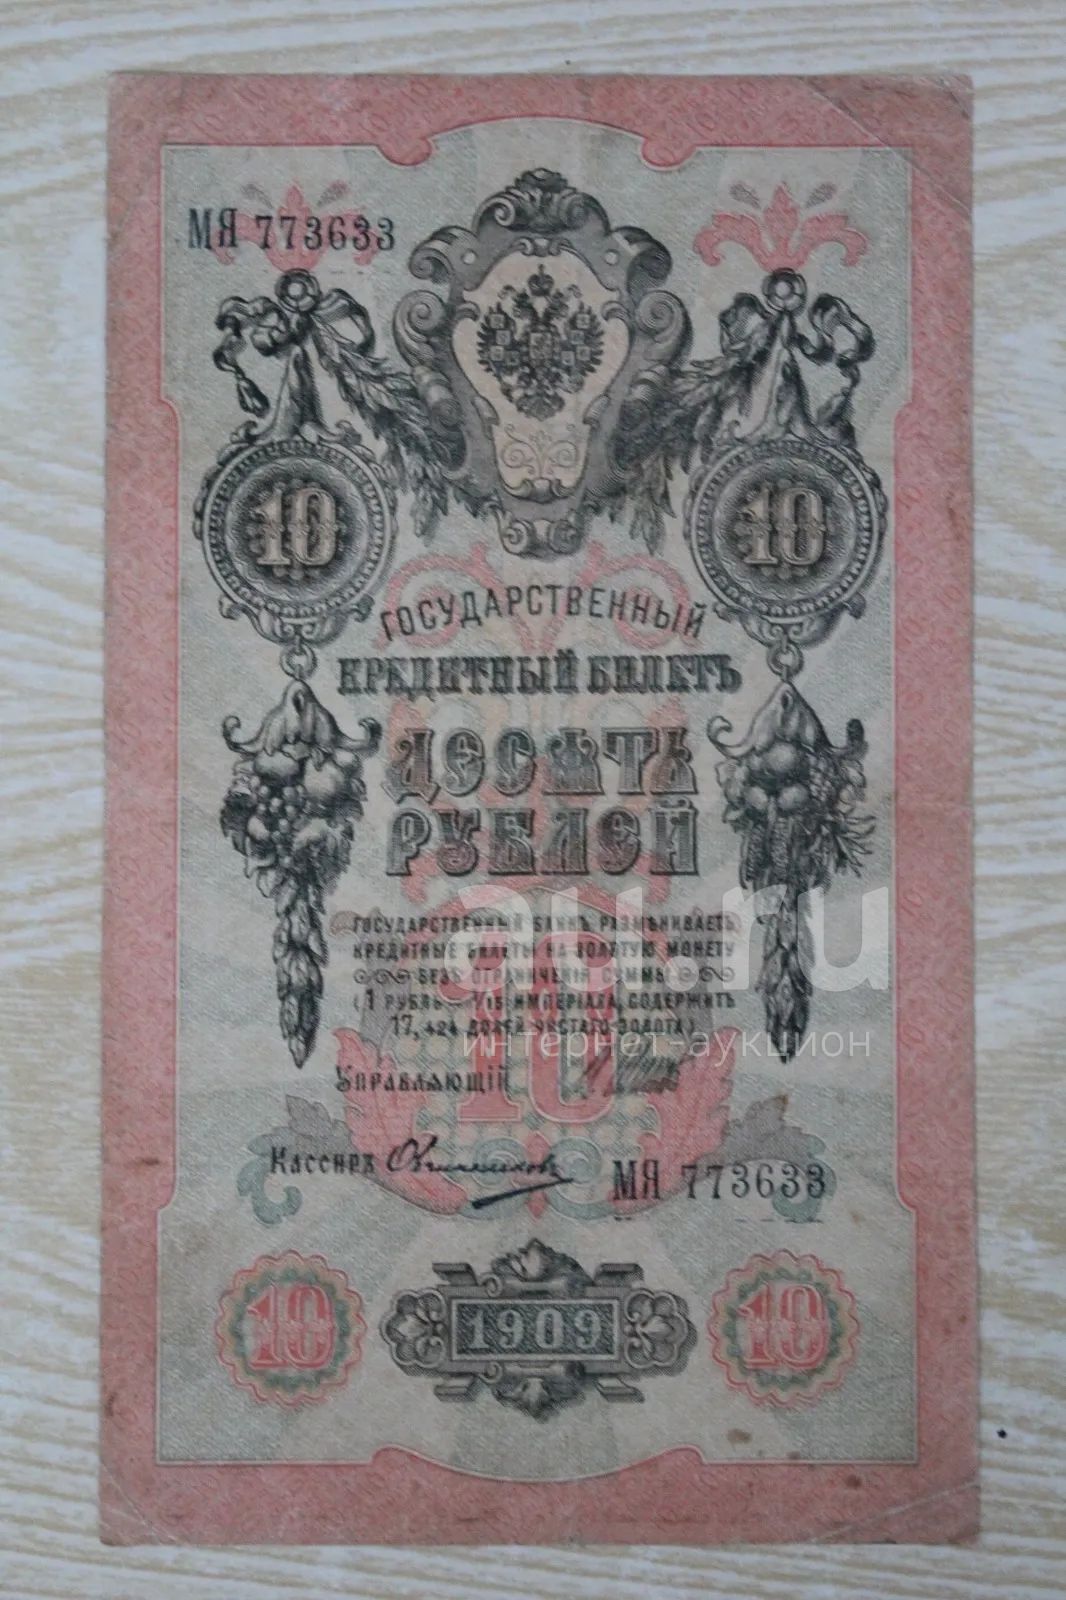 МЯ 773633
10 10
ГОСУДАРСТВЕННЫЙ
КРЕДИТНЫЙ БИЛЕТЪ
ДЕСЯТЬ
РУБЛЕЙ
ГОСУДАРСТВЕННЫЙ БАНКЪ РАЗМѢНИВАЕТЪ
КРЕДИТНЫЕ БИЛЕТЫ НА ЗОЛОТУЮ МОНЕТУ
БЕЗЪ ОГРАНИЧЕНІЯ СУММЫ
(1 РУБЛЬ = 1/15 ИМПЕРІАЛА, СОДЕРЖИТЪ
17,424 ДОЛЕЙ ЧИСТАГО ЗОЛОТА)
10
УПРАВЛЯЮЩІЙ
Кассиръ Овчинниковъ
МЯ 773633
10 1909 10
au.ru
интернет-аукцион